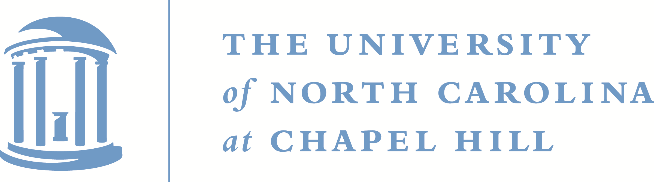 THE UNIVERSITY
of NORTH CAROLINA
at CHAPEL HILL